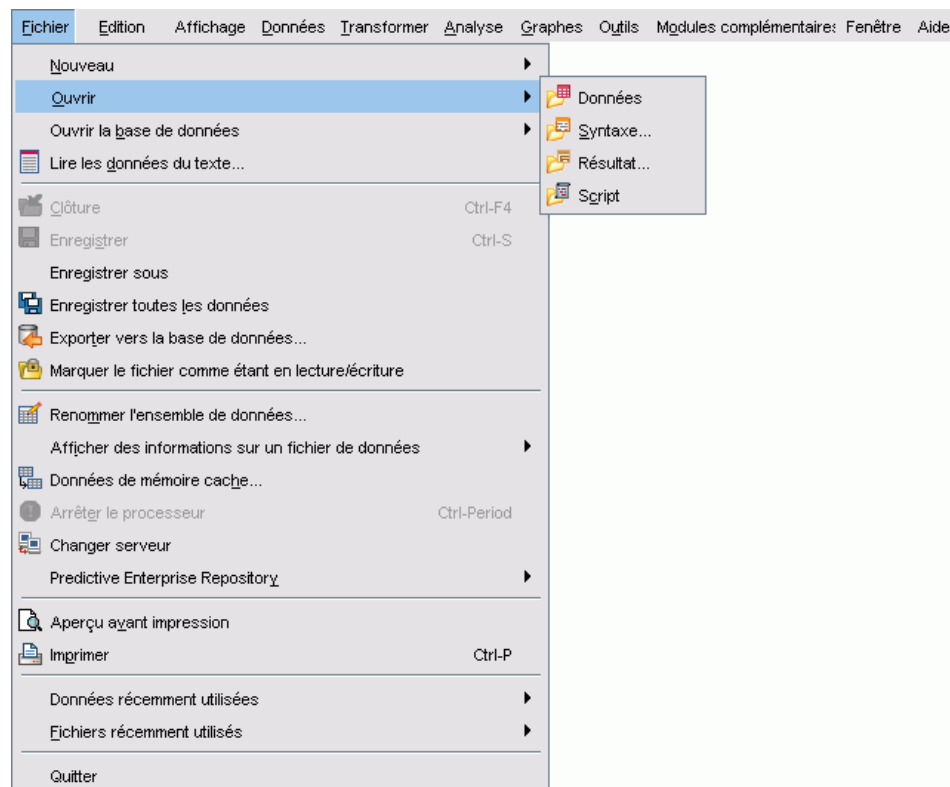 Fichier Edition Affichage Données Transformer Analyse Graphes Outils Modules complémentaires Fenêtre Aide
Nouveau
Ouvrir
Données
Ouvrir la base de données
Syntaxe...
Lire les données du texte...
Résultat...
Script
Clôture Ctrl-F4
Enregistrer Ctrl-S
Enregistrer sous
Enregistrer toutes les données
Exporter vers la base de données...
Marquer le fichier comme étant en lecture/écriture
Renommer l'ensemble de données...
Afficher des informations sur un fichier de données
Données de mémoire cache...
Arrêter le processeur Ctrl-Period
Changer serveur
Predictive Enterprise Repository
Aperçu avant impression
Imprimer Ctrl-P
Données récemment utilisées
Fichiers récemment utilisés
Quitter